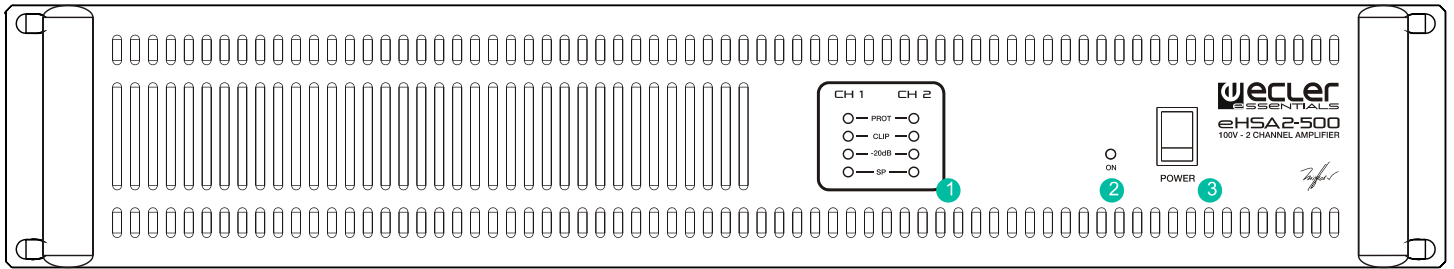 CH 1 CH 2
PROT
CLIP
-20dB
SP
1
ON
2
POWER
3
ecler
ESSENTIALS
eHSA2-500
100V - 2 CHANNEL AMPLIFIER